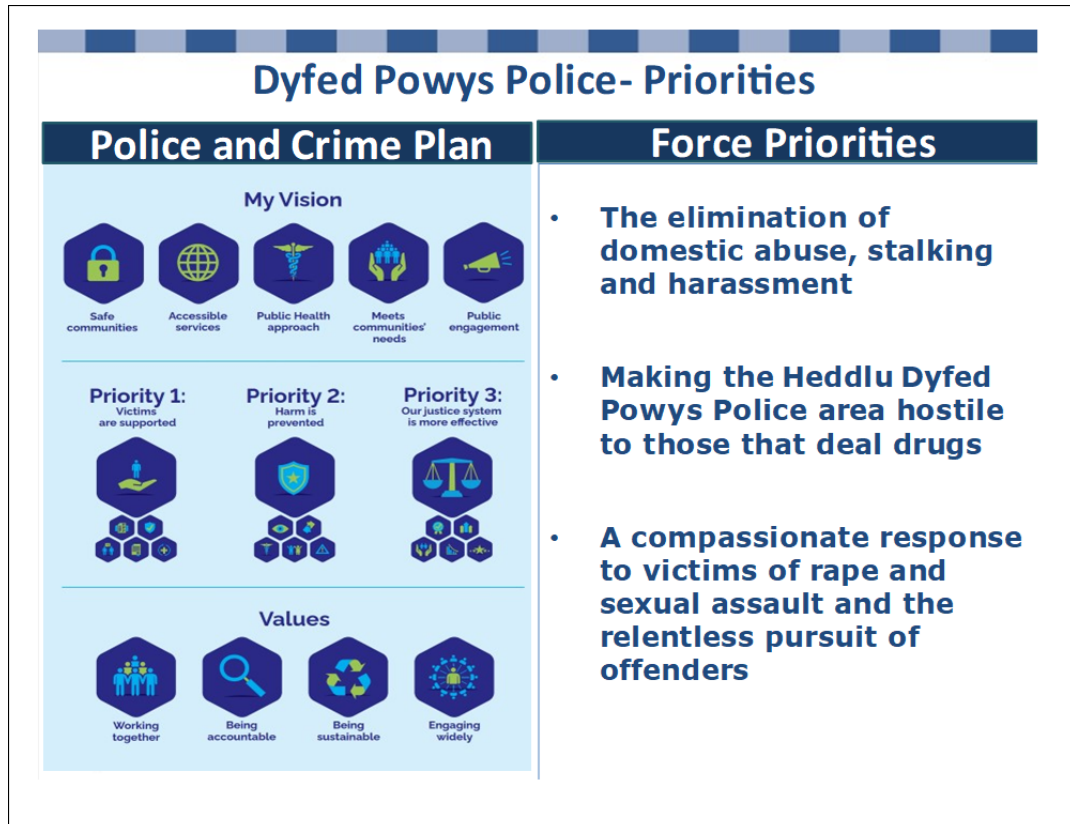 Dyfed Powys Police- Priorities
Police and Crime Plan
My Vision
Safe
communities
Accessible
services
Public Health
approach
Meets
communities'
needs
Public
engagement
Priority 1:
Victims
are supported
Priority 2:
Harm is
prevented
Priority 3:
Our justice system
is more effective
Values
Working
together
Being
accountable
Being
sustainable
Engaging
widely
Force Priorities
• The elimination of
domestic abuse, stalking
and harassment
• Making the Heddlu Dyfed
Powys Police area hostile
to those that deal drugs
• A compassionate response
to victims of rape and
sexual assault and the
relentless pursuit of
offenders